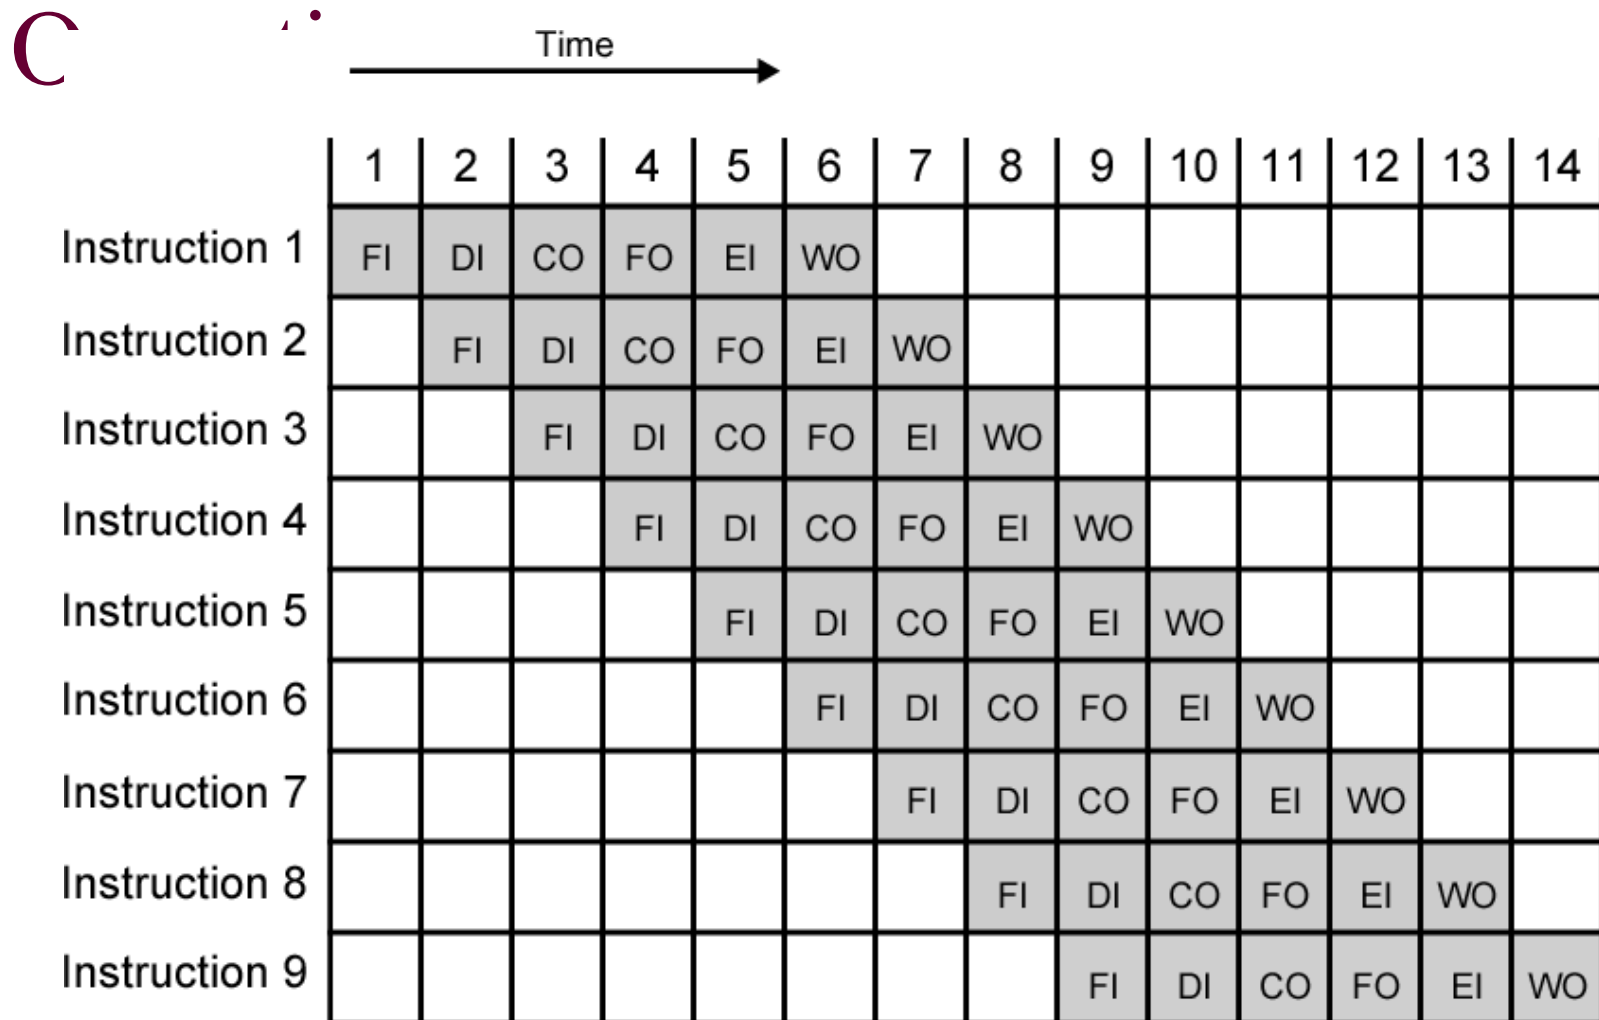 Time
1 2 3 4 5 6 7 8 9 10 11 12 13 14
Instruction 1 FI DI CO FO EI WO
Instruction 2 FI DI CO FO EI WO
Instruction 3 FI DI CO FO EI WO
Instruction 4 FI DI CO FO EI WO
Instruction 5 FI DI CO FO EI WO
Instruction 6 FI DI CO FO EI WO
Instruction 7 FI DI CO FO EI WO
Instruction 8 FI DI CO FO EI WO
Instruction 9 FI DI CO FO EI WO